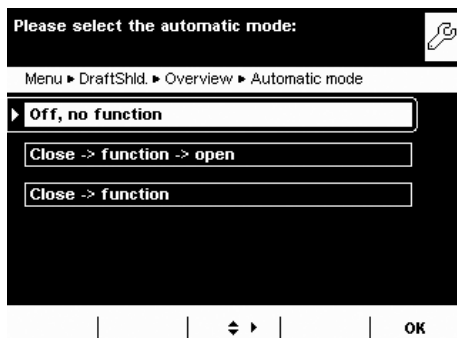 Please select the automatic mode:
Menu ▸ DraftShld. ▸ Overview ▸ Automatic mode
Off, no function
Close -> function -> open
Close -> function
OK